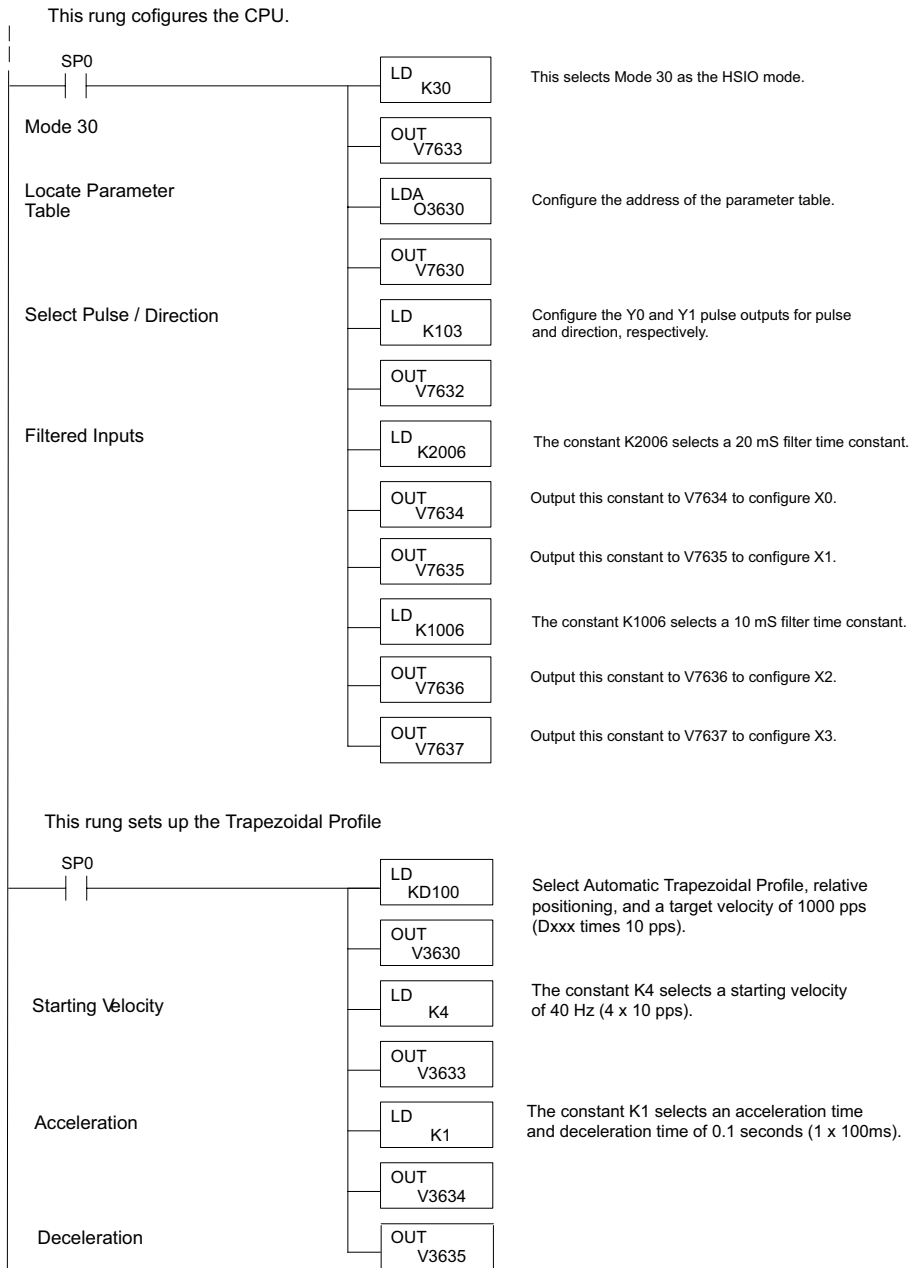 This rung cofigures the CPU.
SP0
LD
K30
This selects Mode 30 as the HSIO mode.
Mode 30
OUT
V7633
Locate Parameter
Table
LDA
O3630
Configure the address of the parameter table.
OUT
V7630
Select Pulse / Direction
LD
K103
Configure the Y0 and Y1 pulse outputs for pulse
and direction, respectively.
OUT
V7632
Filtered Inputs
LD
K2006
The constant K2006 selects a 20 mS filter time constant.
OUT
V7634
Output this constant to V7634 to configure X0.
OUT
V7635
Output this constant to V7635 to configure X1.
LD
K1006
The constant K1006 selects a 10 mS filter time constant.
OUT
V7636
Output this constant to V7636 to configure X2.
OUT
V7637
Output this constant to V7637 to configure X3.
This rung sets up the Trapezoidal Profile
SP0
LD
KD100
Select Automatic Trapezoidal Profile, relative
positioning, and a target velocity of 1000 pps
(Dxxx times 10 pps).
OUT
V3630
Starting Velocity
LD
K4
The constant K4 selects a starting velocity
of 40 Hz (4 x 10 pps).
OUT
V3633
Acceleration
LD
K1
The constant K1 selects an acceleration time
and deceleration time of 0.1 seconds (1 x 100ms).
OUT
V3634
Deceleration
OUT
V3635